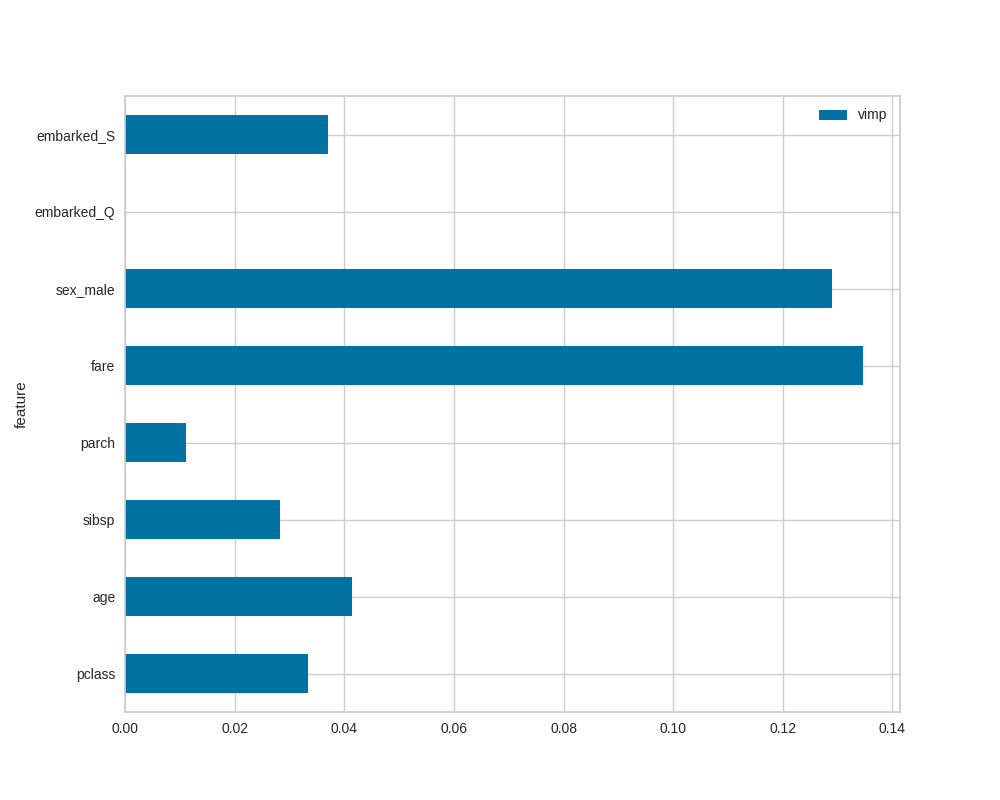 vimp
embarked_S
embarked_Q
sex_male
fare
parch
sibsp
age
pclass
feature
0.00 0.02 0.04 0.06 0.08 0.10 0.12 0.14